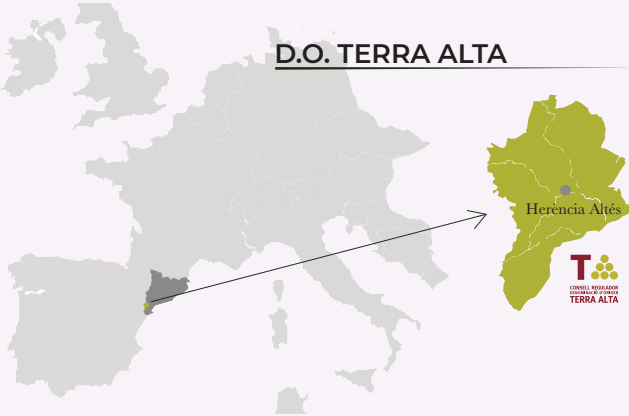 D.O. TERRA ALTA
Herència Altés
T
CONSELL REGULADOR
DENOMINACIÓ D'ORIGEN
TERRA ALTA